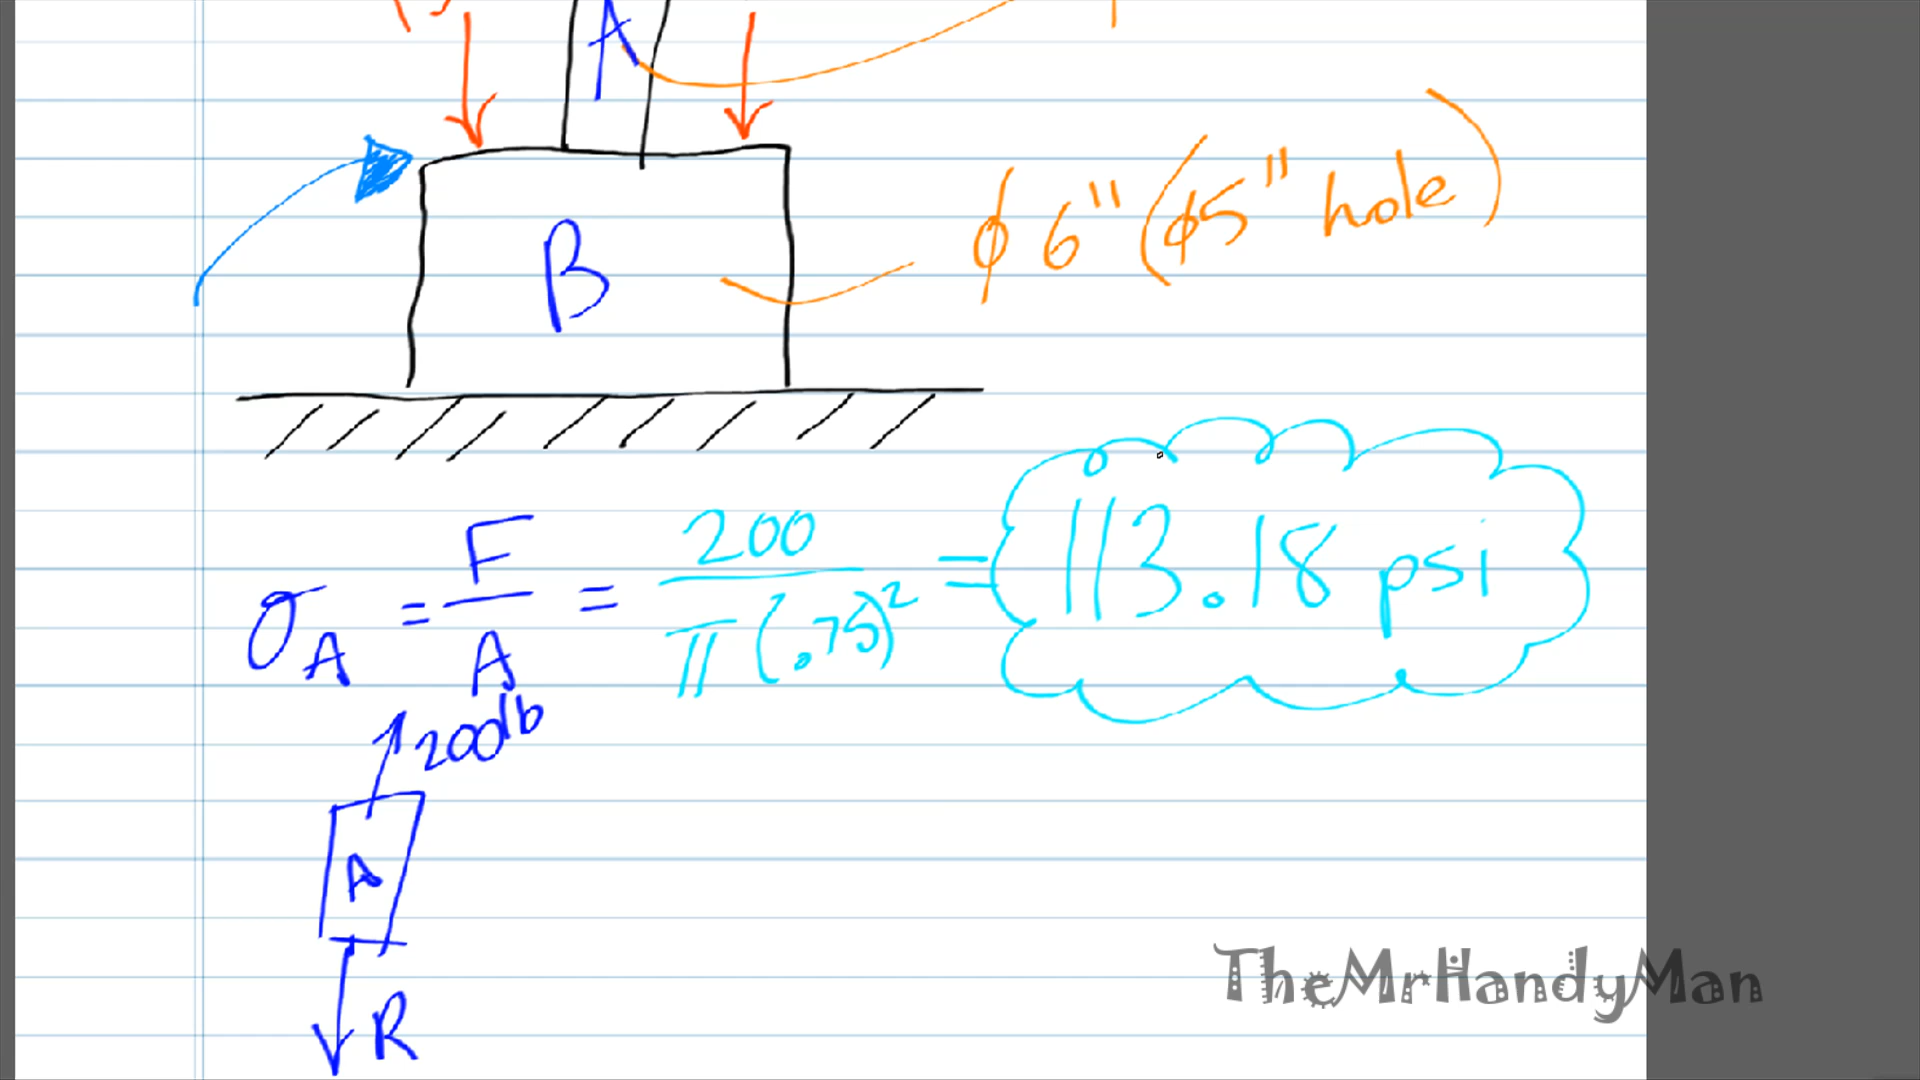 A
ϕ 6" (ϕ5" hole)
B
σA = F/A = 200/π(.75)² = 113.18 psi
200lb
A
R
TheMrHandyMan